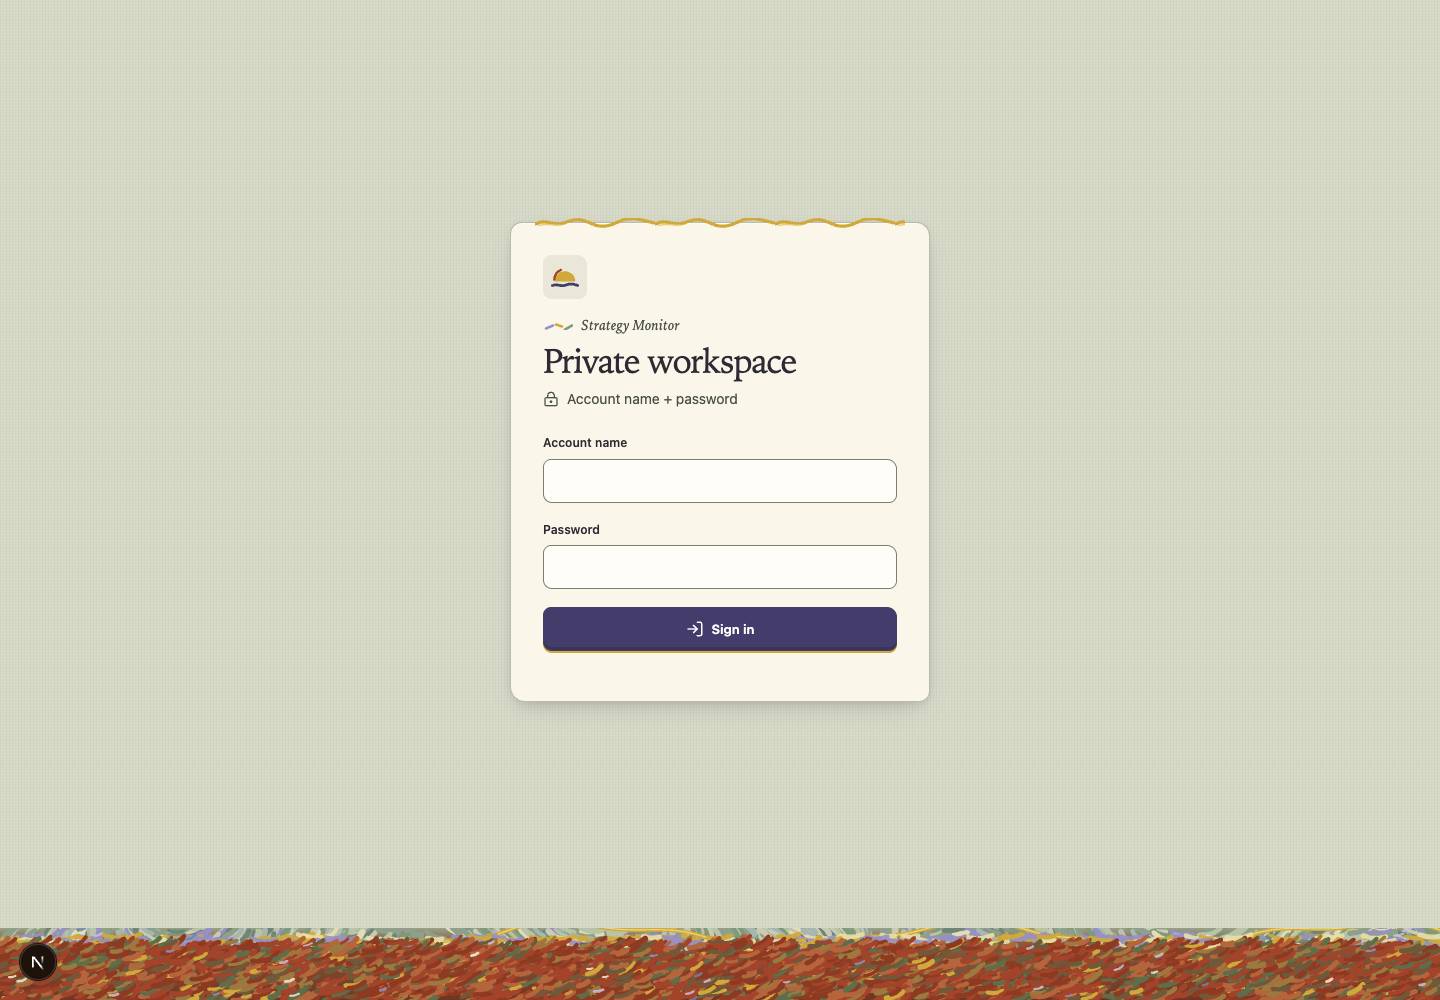 Strategy Monitor
Private workspace
Account name + password
Account name
Password
Sign in
N